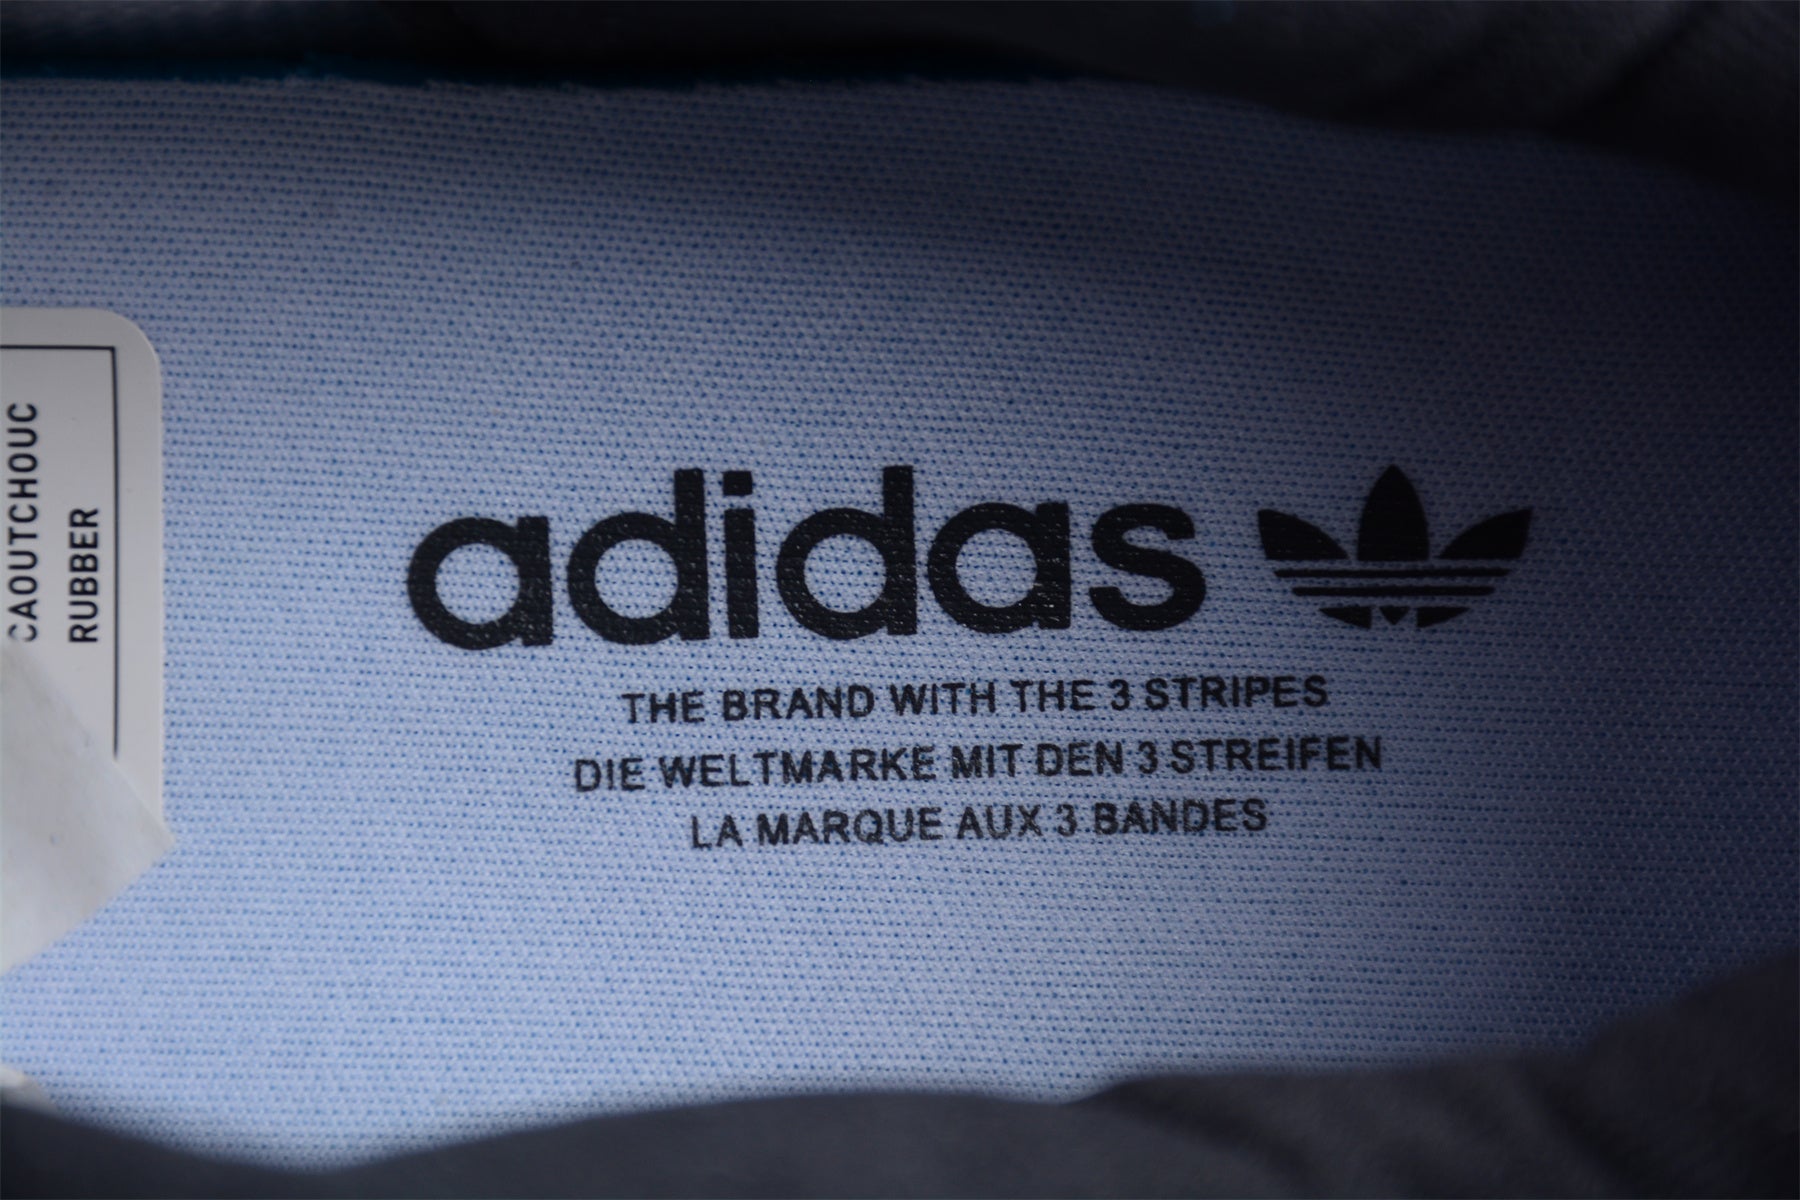 CAOUTCHOUC
RUBBER
adidas
THE BRAND WITH THE 3 STRIPES
DIE WELTMARKE MIT DEN 3 STREIFEN
LA MARQUE AUX 3 BANDES